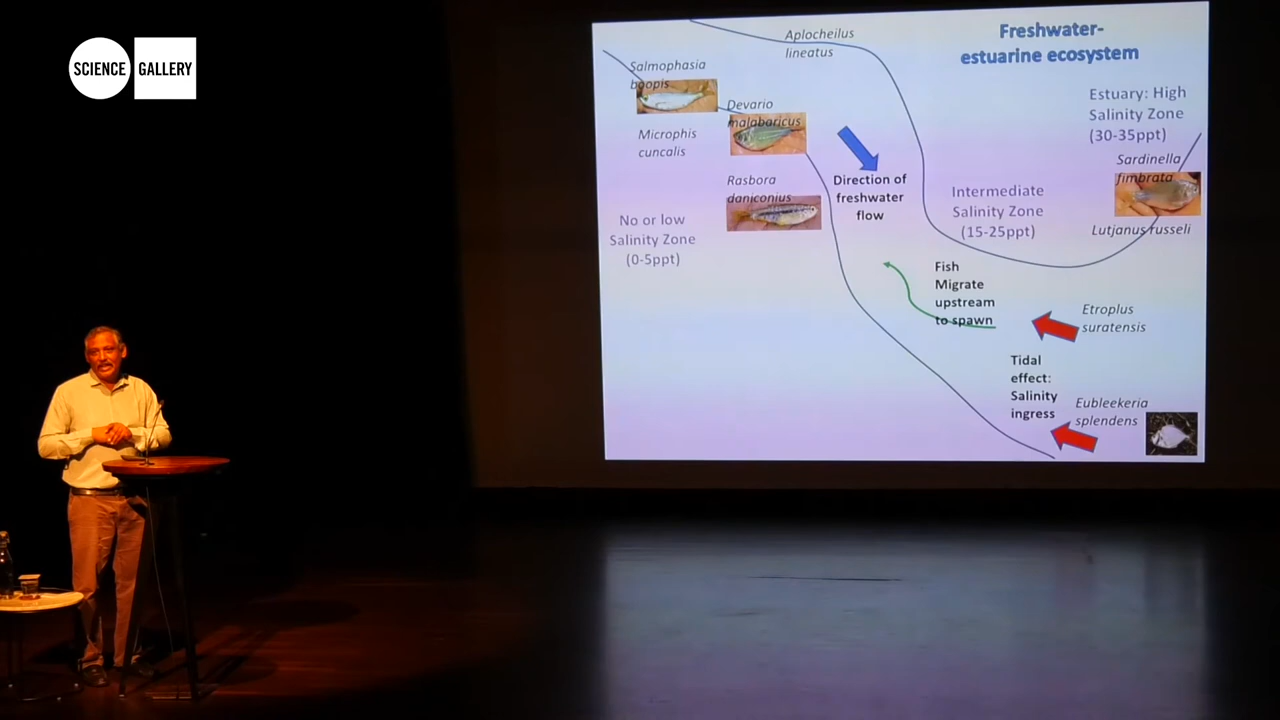 SCIENCE
GALLERY
Freshwater-
estuarine ecosystem
Aplocheilus
lineatus
Salmophasia
boopis
Devario
malabaricus
Microphis
cuncalis
Rasbora
daniconius
No or low
Salinity Zone
(0-5ppt)
Direction of
freshwater
flow
Intermediate
Salinity Zone
(15-25ppt)
Estuary: High
Salinity Zone
(30-35ppt)
Sardinella
fimbrata
Lutjanus russeli
Fish
Migrate
upstream
to spawn
Etroplus
suratensis
Tidal
effect:
Salinity
ingress
Eubleekeria
splendens